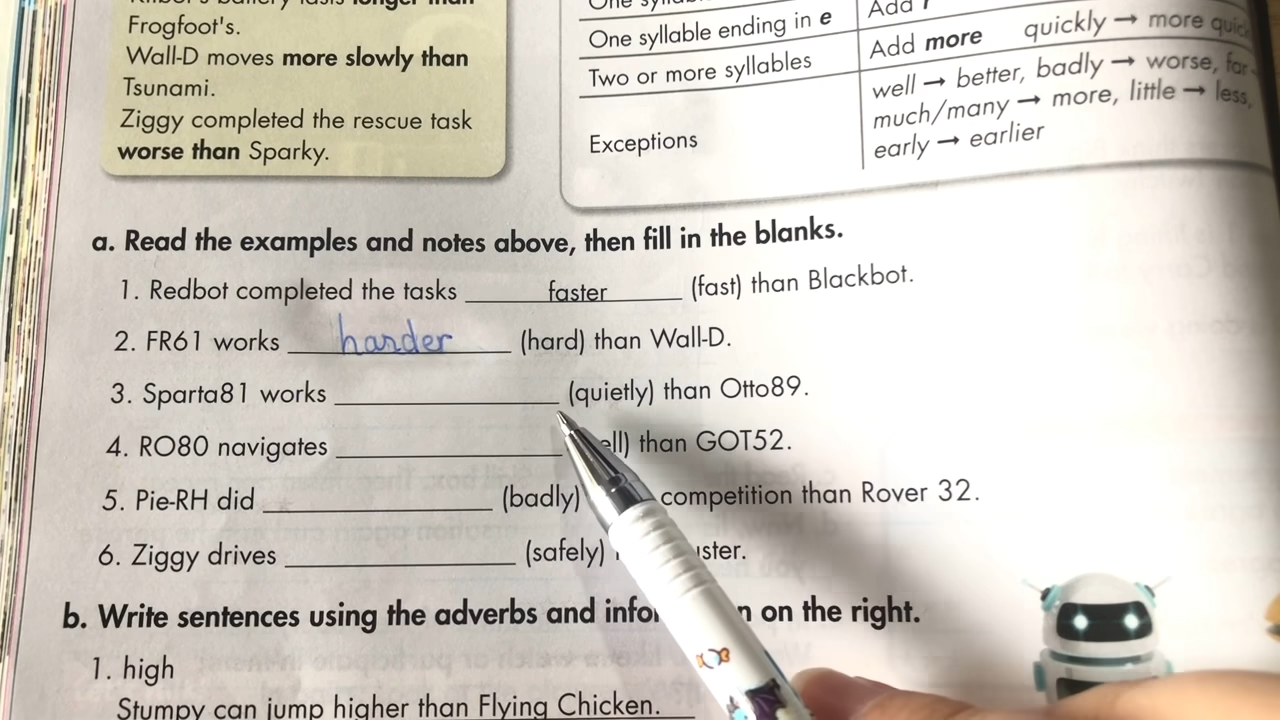 longer than
Frogfoot's.
Wall-D moves more slowly than
Tsunami.
Ziggy completed the rescue task
worse than Sparky.
One
Add r
One syllable ending in e
Two or more syllables
Add more quickly → more
Exceptions
well → better, badly → worse,
much/many → more, little → less,
early → earlier
a. Read the examples and notes above, then fill in the blanks.
1. Redbot completed the tasks faster (fast) than Blackbot.
2. FR61 works harder (hard) than Wall-D.
3. Sparta81 works (quietly) than Otto89.
4. RO80 navigates than GOT52.
5. Pie-RH did (badly) competition than Rover 32.
6. Ziggy drives (safely)
b. Write sentences using the adverbs and on the right.
1. high
Stumpy can jump higher than Flying Chicken.